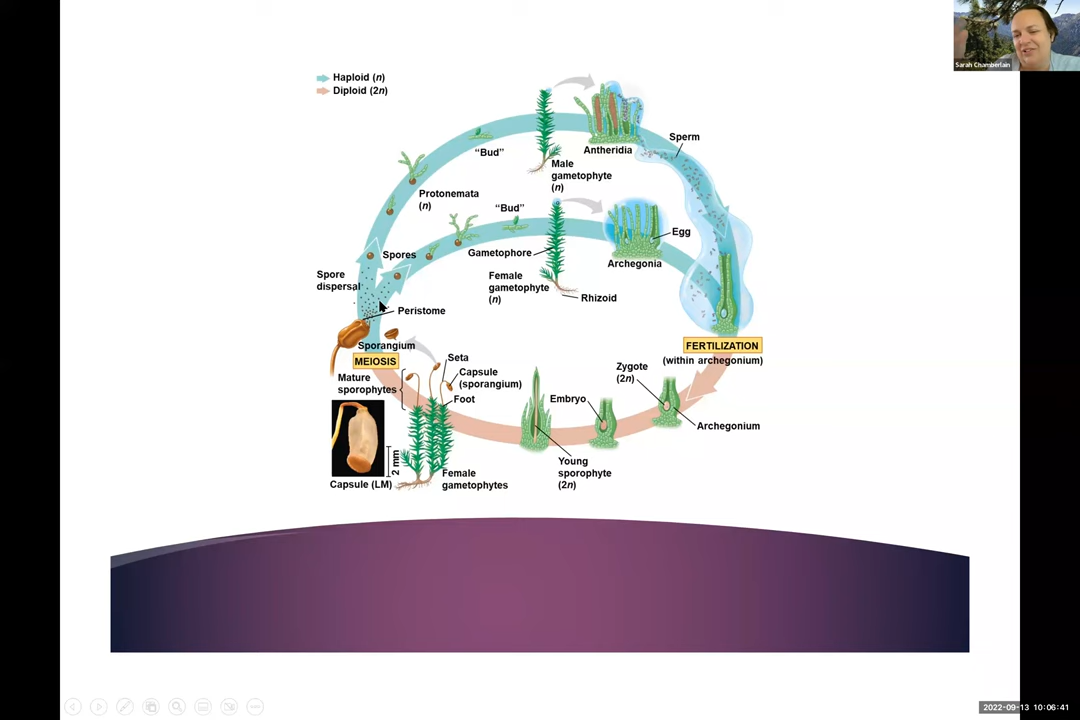 Sarah Chamberlain
Haploid (n)
Diploid (2n)
"Bud"
Antheridia
Sperm
Male
gametophyte
(n)
Protonemata
(n)
"Bud"
Egg
Gametophore
Archegonia
Spores
Spore
dispersal
Female
gametophyte
(n)
Rhizoid
Peristome
Sporangium
MEIOSIS
FERTILIZATION
(within archegonium)
Seta
Capsule
(sporangium)
Foot
Mature
sporophytes
Zygote
(2n)
Embryo
Archegonium
Young
sporophyte
(2n)
2 mm
Capsule (LM)
Female
gametophytes
2022-09-13 10:06:41